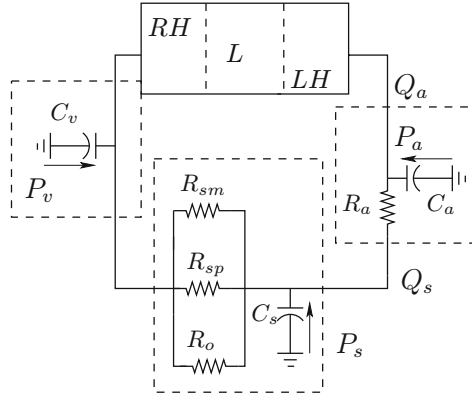 RH
L
LH
C_v
Q_a
P_v
P_a
R_a
C_a
R_sm
R_sp
R_o
C_s
Q_s
P_s